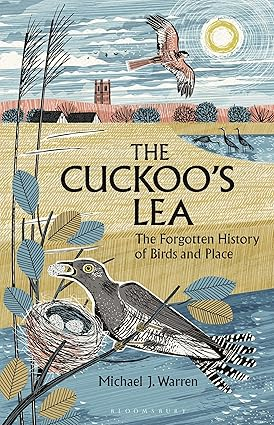 THE
CUCKOO'S
LEA
The Forgotten History
of Birds and Place
Michael J. Warren
BLOOMSBURY